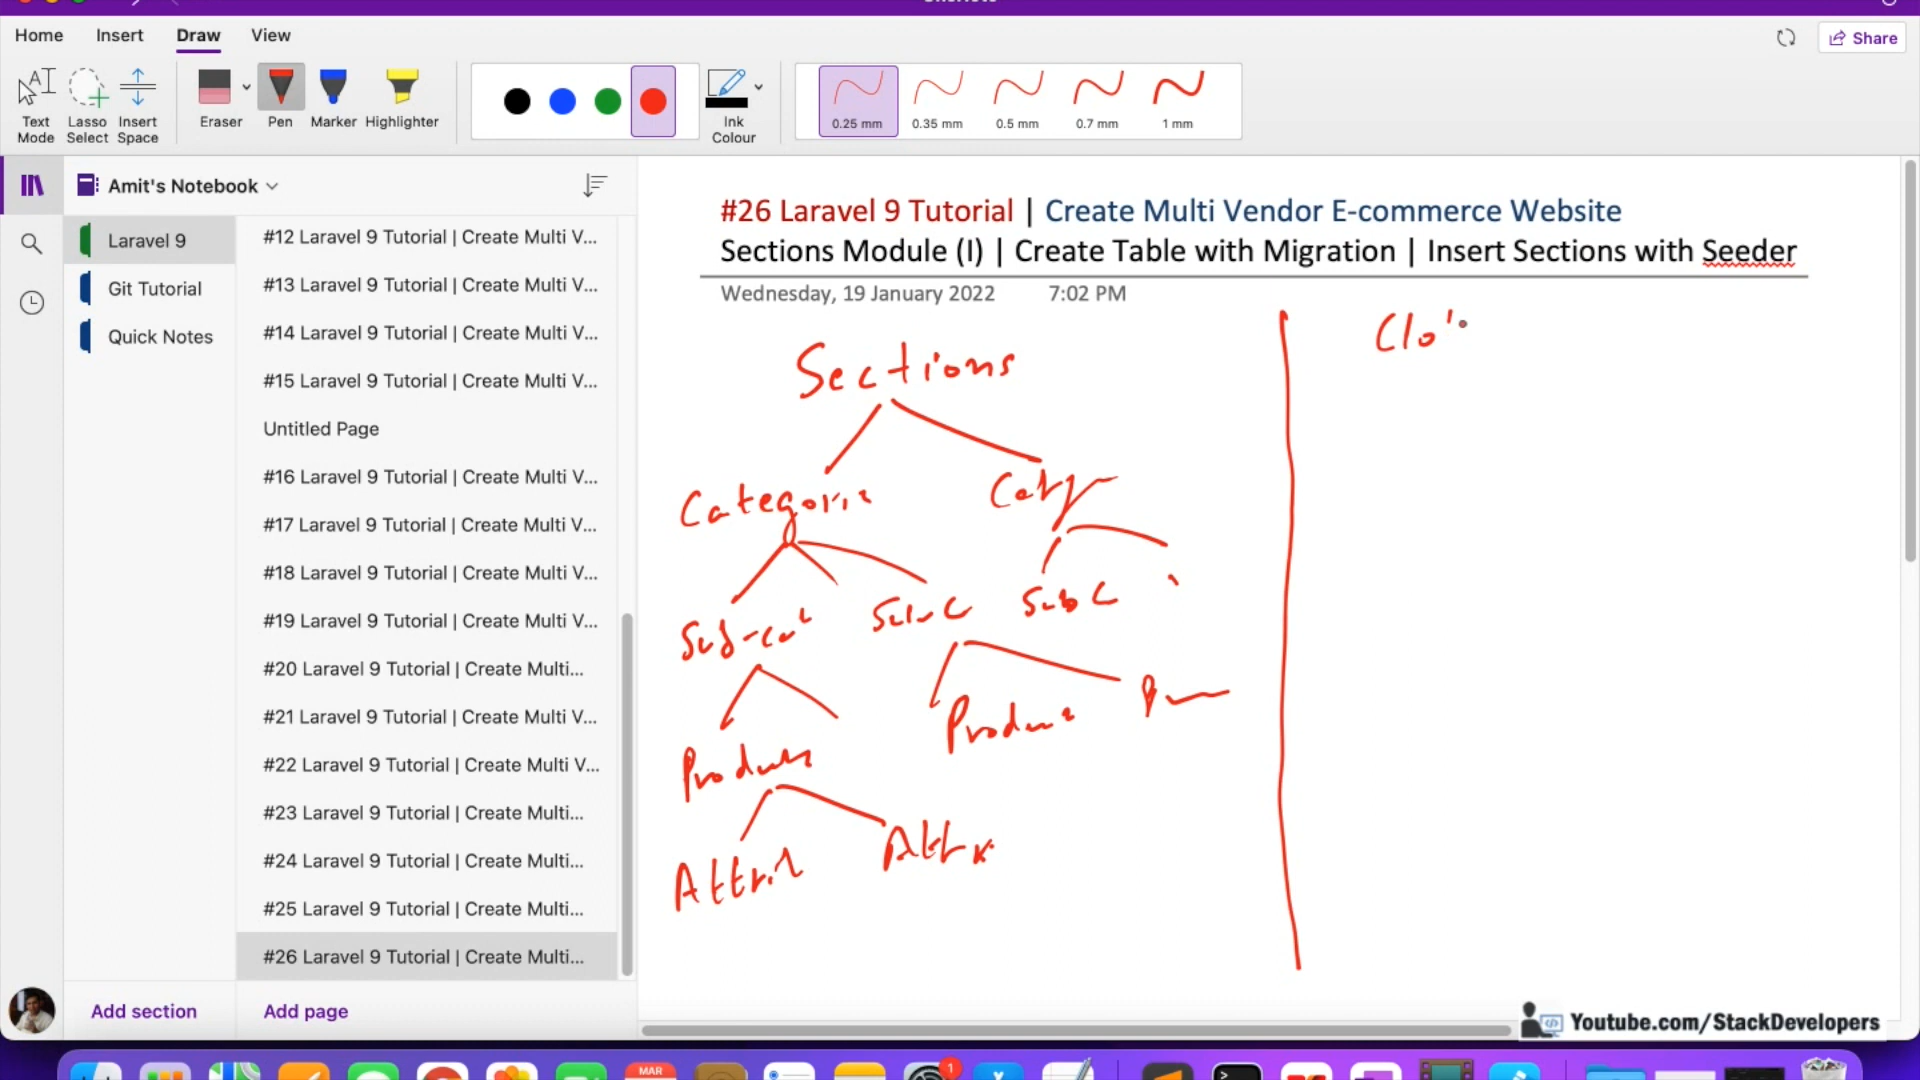 Home Insert Draw View
Share
Text Mode
Lasso Select
Insert Space
Eraser
Pen
Marker
Highlighter
Ink Colour
0.25 mm
0.35 mm
0.5 mm
0.7 mm
1 mm
Amit's Notebook
Laravel 9
Git Tutorial
Quick Notes
#12 Laravel 9 Tutorial | Create Multi V...
#13 Laravel 9 Tutorial | Create Multi V...
#14 Laravel 9 Tutorial | Create Multi V...
#15 Laravel 9 Tutorial | Create Multi V...
Untitled Page
#16 Laravel 9 Tutorial | Create Multi V...
#17 Laravel 9 Tutorial | Create Multi V...
#18 Laravel 9 Tutorial | Create Multi V...
#19 Laravel 9 Tutorial | Create Multi V...
#20 Laravel 9 Tutorial | Create Multi...
#21 Laravel 9 Tutorial | Create Multi V...
#22 Laravel 9 Tutorial | Create Multi V...
#23 Laravel 9 Tutorial | Create Multi...
#24 Laravel 9 Tutorial | Create Multi...
#25 Laravel 9 Tutorial | Create Multi...
#26 Laravel 9 Tutorial | Create Multi...
Add section
Add page
#26 Laravel 9 Tutorial | Create Multi Vendor E-commerce Website
Sections Module (I) | Create Table with Migration | Insert Sections with Seeder
Wednesday, 19 January 2022 7:02 PM
Sections
Sub-cat
Sub C
Youtube.com/StackDevelopers
MAR
1